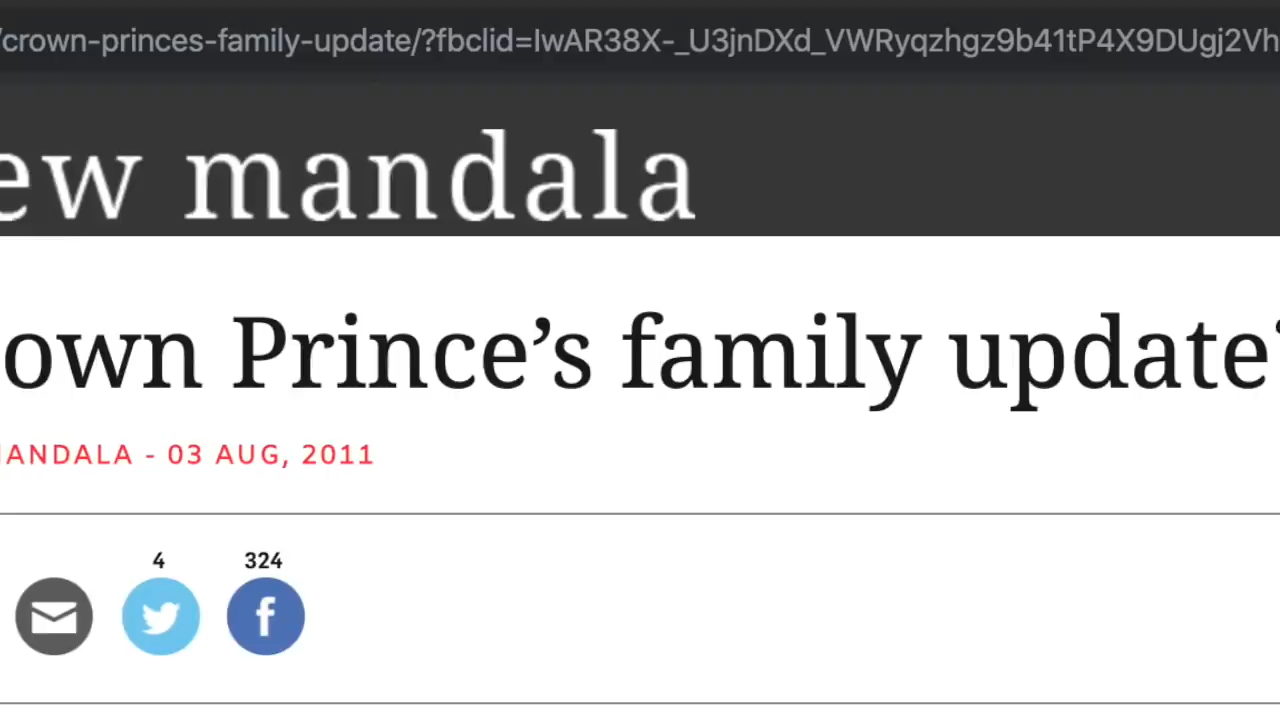 /crown-princes-family-update/?fbclid=IwAR38X-_U3jnDXd_VWRyqzhgz9b41tP4X9DUgj2Vh
ew mandala
own Prince’s family update
ANDALA - 03 AUG, 2011
4 324